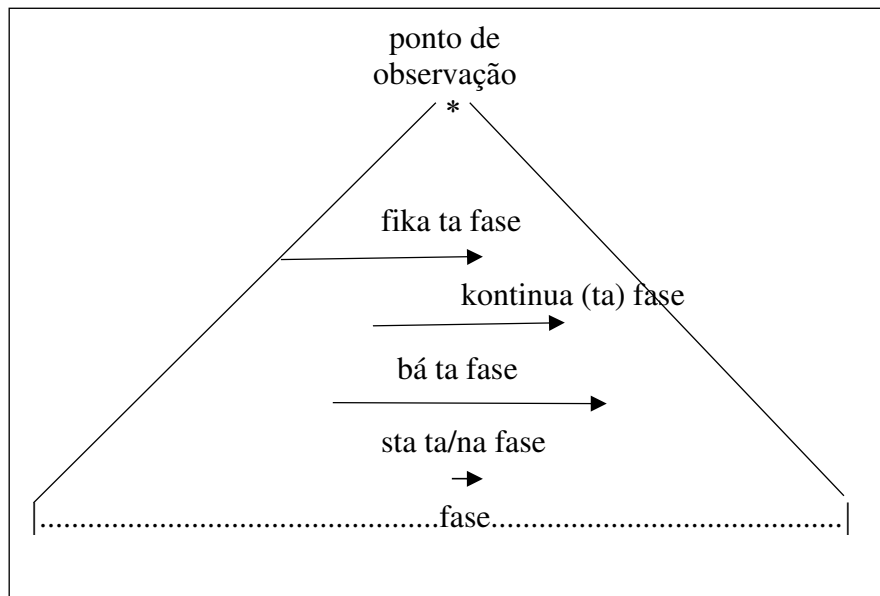 ponto de
observação
*
fika ta fase
kontinua (ta) fase
bá ta fase
sta ta/na fase
|..................................................fase............................................|